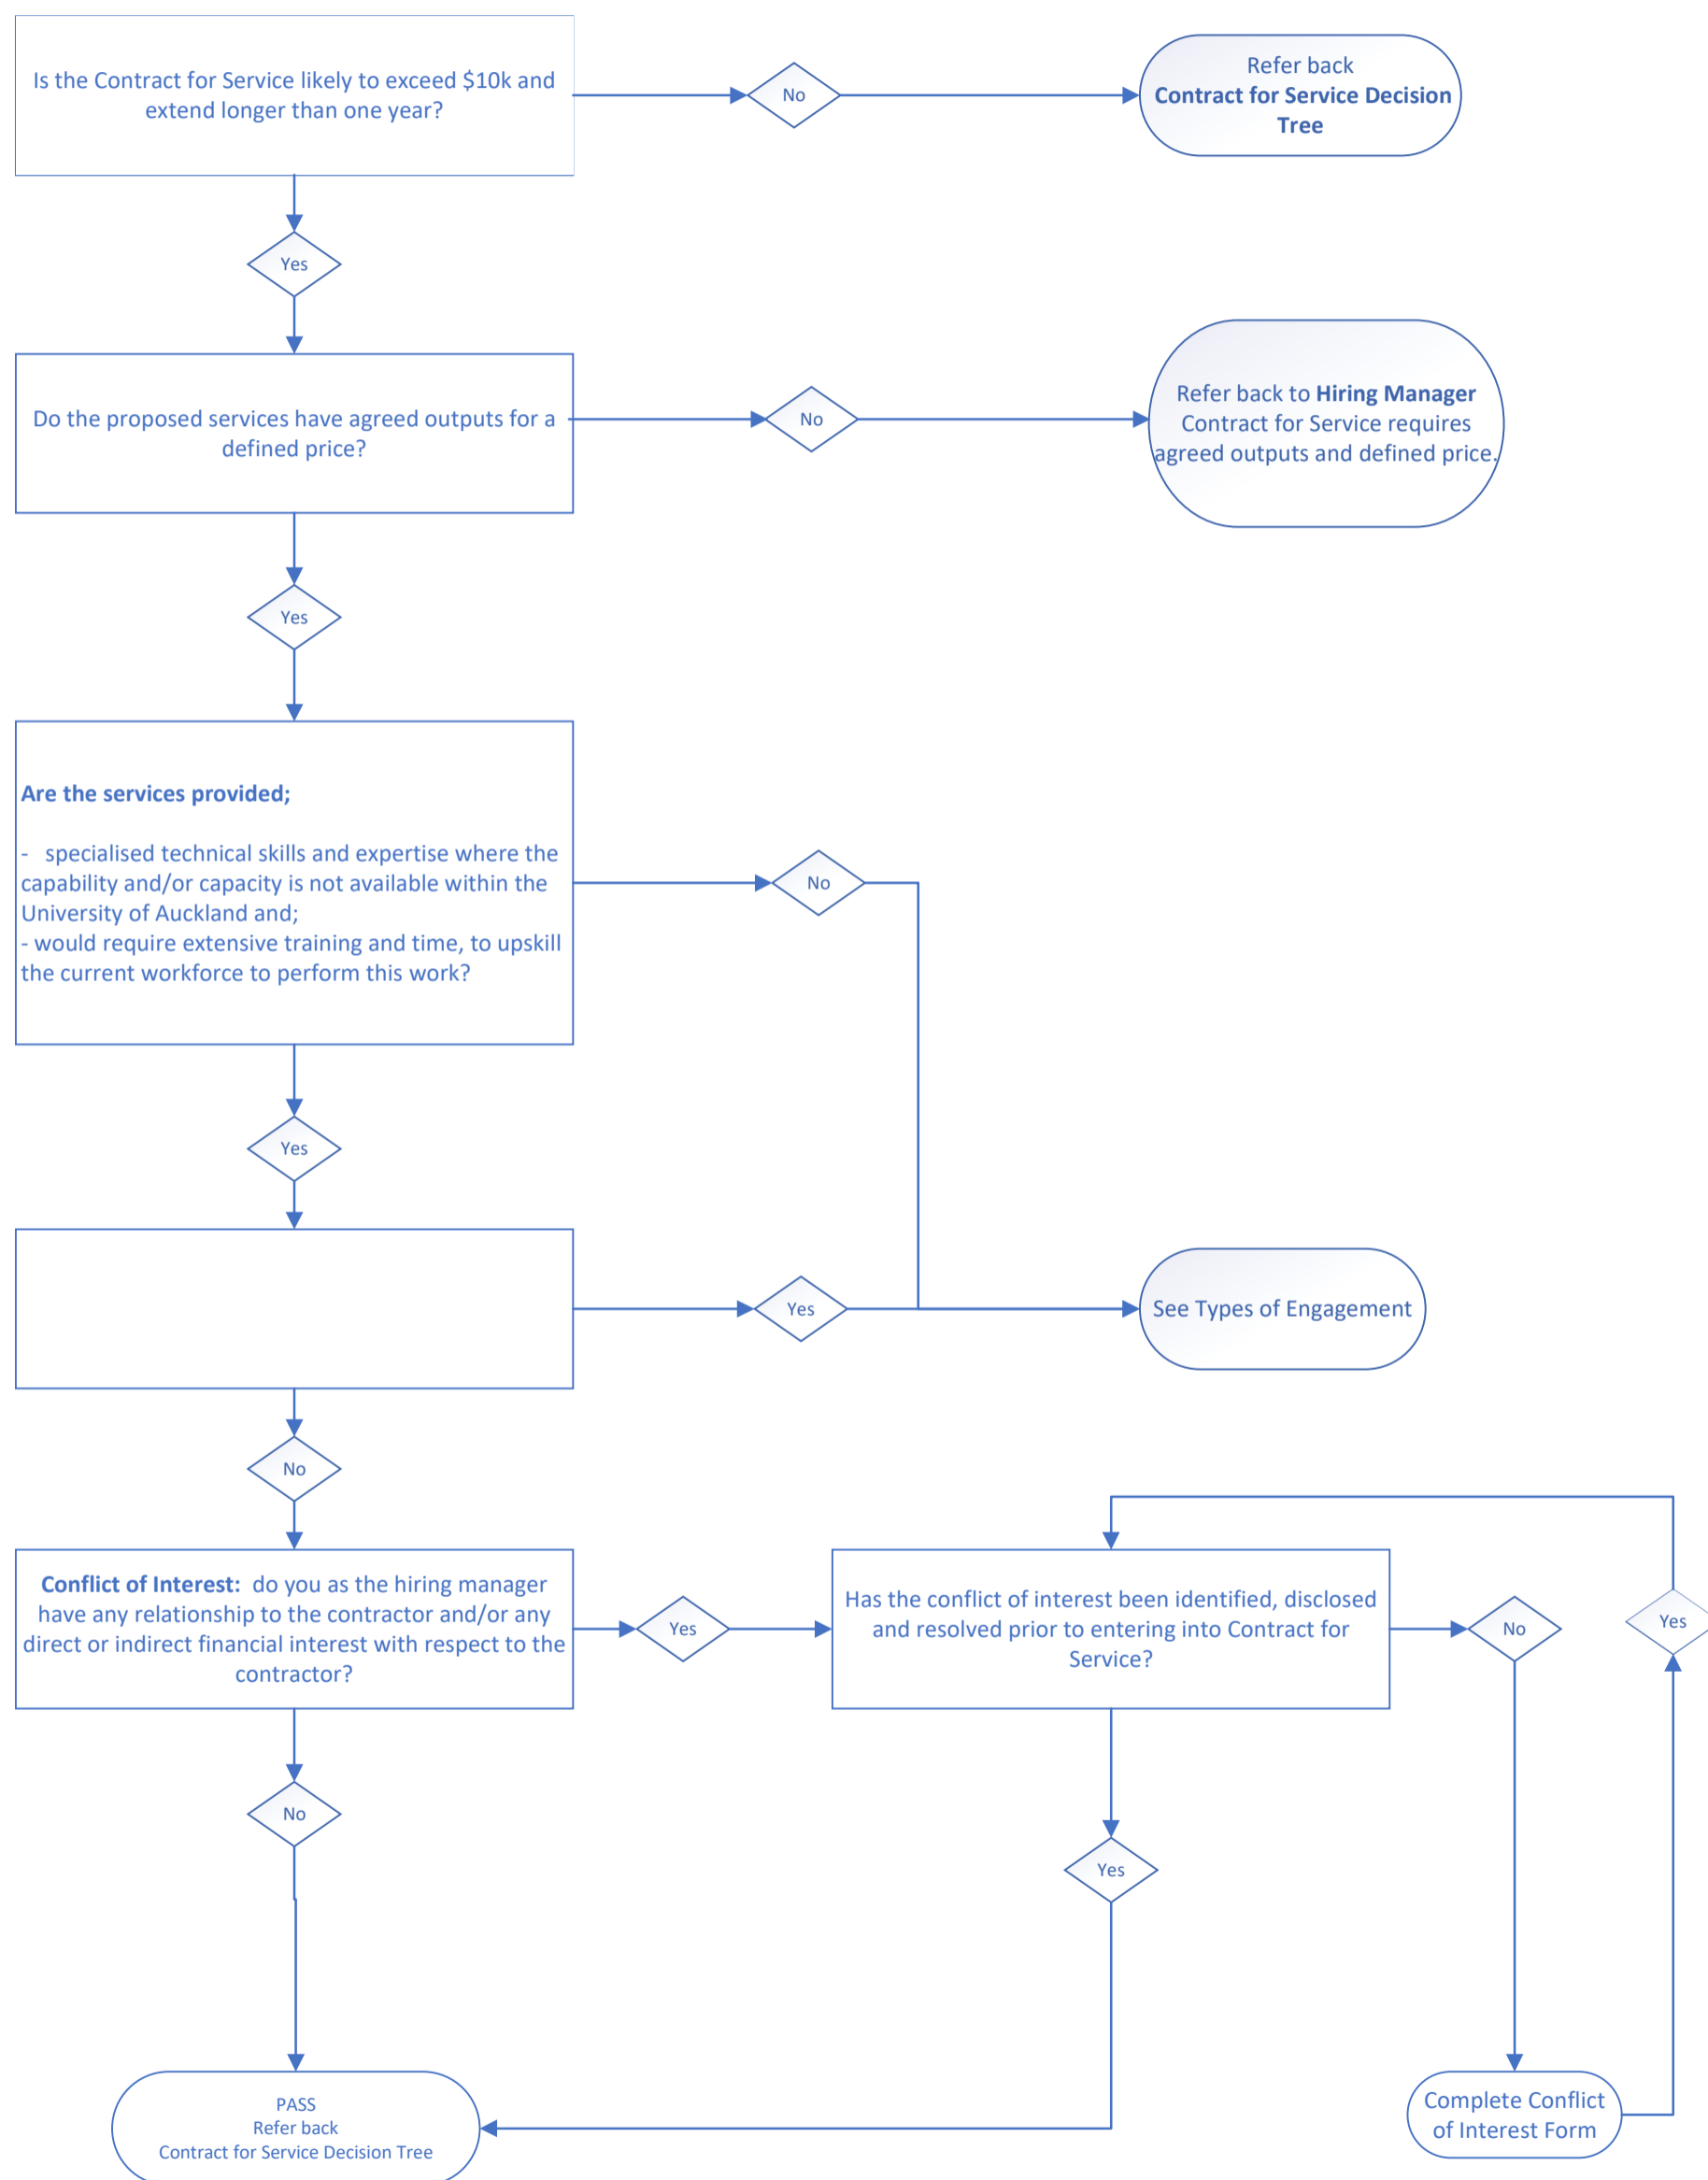 Is the Contract for Service likely to exceed $10k and
extend longer than one year?
No
Refer back
Contract for Service Decision
Tree
Yes
Do the proposed services have agreed outputs for a
defined price?
No
Refer back to Hiring Manager
Contract for Service requires
agreed outputs and defined price.
Yes
Are the services provided;
-   specialised technical skills and expertise where the
capability and/or capacity is not available within the
University of Auckland and;
- would require extensive training and time, to upskill
the current workforce to perform this work?
No
Yes
Yes
See Types of Engagement
No
Conflict of Interest:  do you as the hiring manager
have any relationship to the contractor and/or any
direct or indirect financial interest with respect to the
contractor?
Yes
Has the conflict of interest been identified, disclosed
and resolved prior to entering into Contract for
Service?
No
Yes
No
Yes
PASS
Refer back
Contract for Service Decision Tree
Complete Conflict
of Interest Form